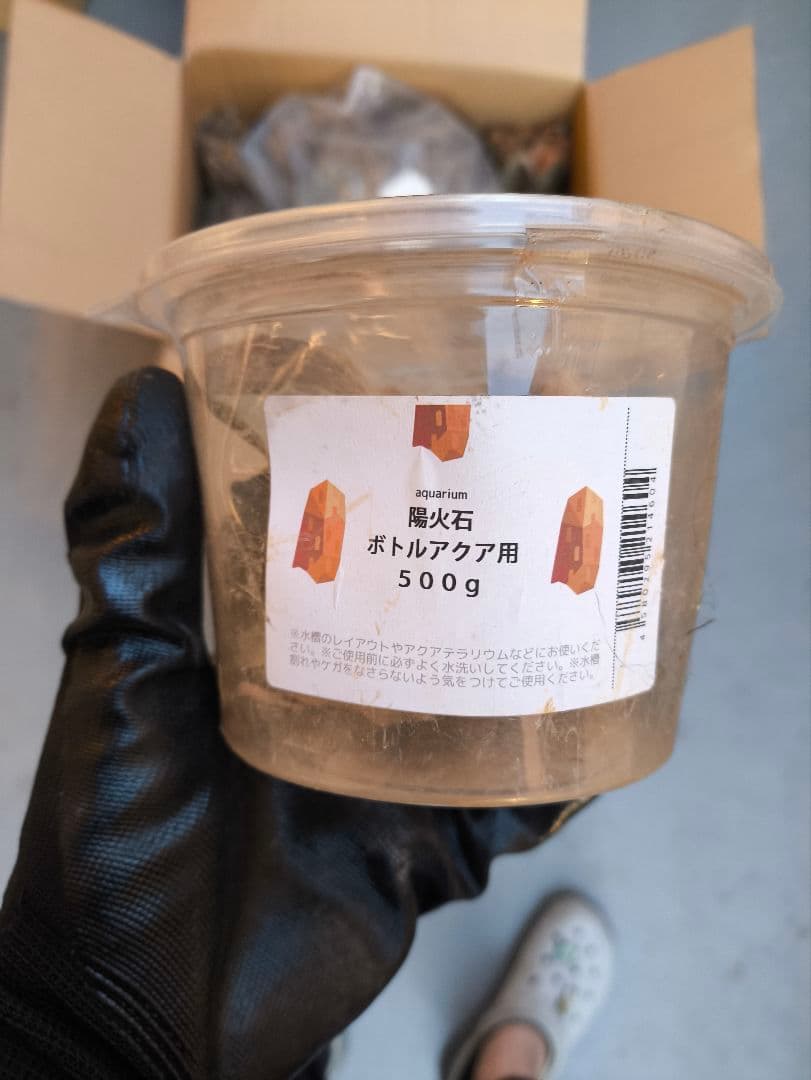 aquarium
陽火石
ボトルアクア用
500g
※水槽のレイアウトやアクアテラリウムなどにお使いくだ
さい。※ご使用前に必ずよく水洗いしてください。※水槽
割れやケガをなさらないよう気をつけてご使用ください。
4580295214604